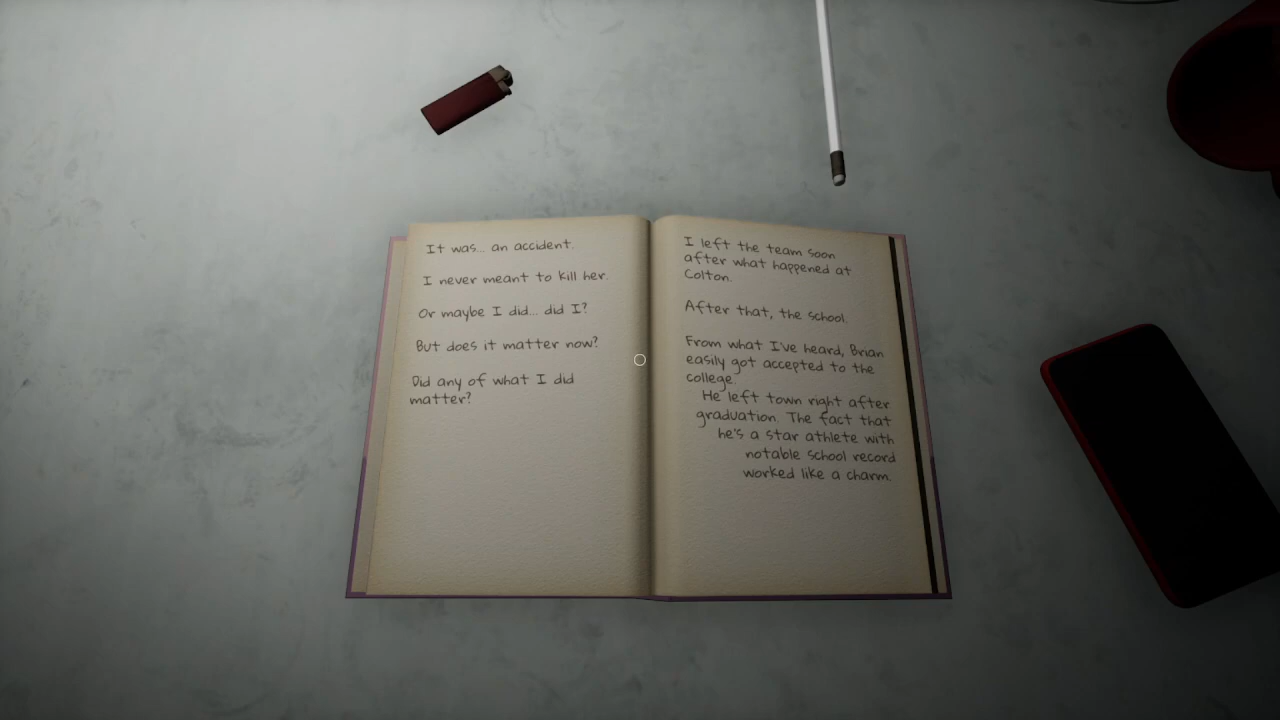 It was... an accident.
I never meant to kill her.
Or maybe I did... did I?
But does it matter now?
Did any of what I did
matter?
I left the team soon
after what happened at
Colton.
After that, the school.
From what I've heard, Brian
easily got accepted to the
college.
He left town right after
graduation. The fact that
he's a star athlete with
notable school record
worked like a charm.